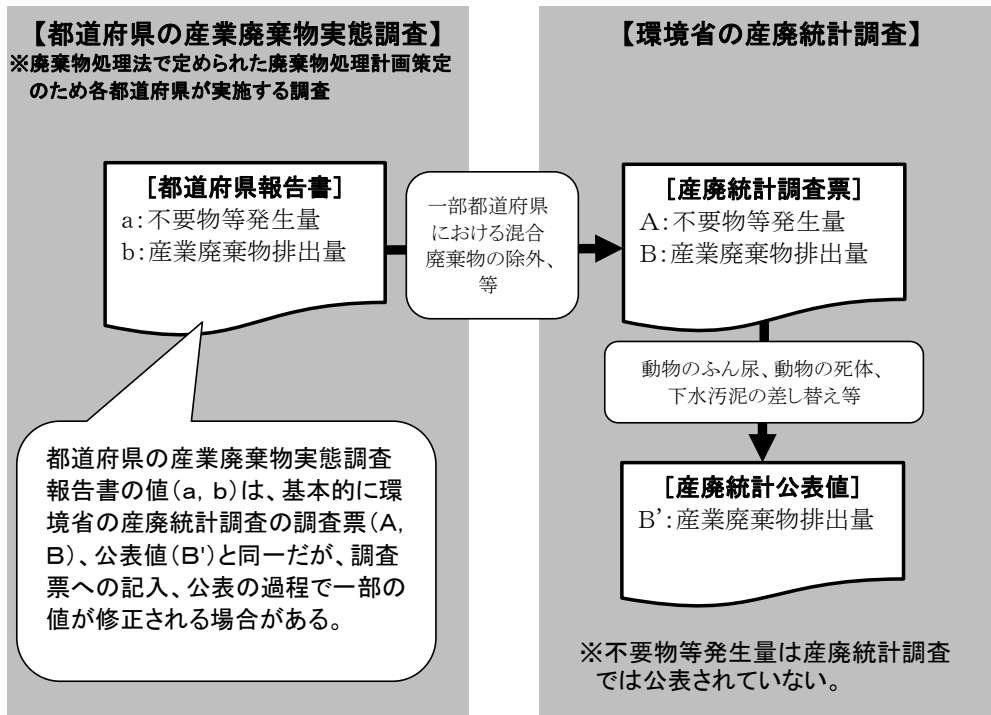 【都道府県の産業廃棄物実態調査】
※廃棄物処理法で定められた廃棄物処理計画策定
のため各都道府県が実施する調査
[都道府県報告書]
a:不要物等発生量
b:産業廃棄物排出量
一部都道府県
における混合
廃棄物の除外、
等
都道府県の産業廃棄物実態調査
報告書の値(a, b)は、基本的に環
境省の産廃統計調査の調査票(A,
B)、公表値(B')と同一だが、調査
票への記入、公表の過程で一部の
値が修正される場合がある。
【環境省の産廃統計調査】
[産廃統計調査票]
A:不要物等発生量
B:産業廃棄物排出量
動物のふん尿、動物の死体、
下水汚泥の差し替え等
[産廃統計公表値]
B’:産業廃棄物排出量
※不要物等発生量は産廃統計調査
では公表されていない。